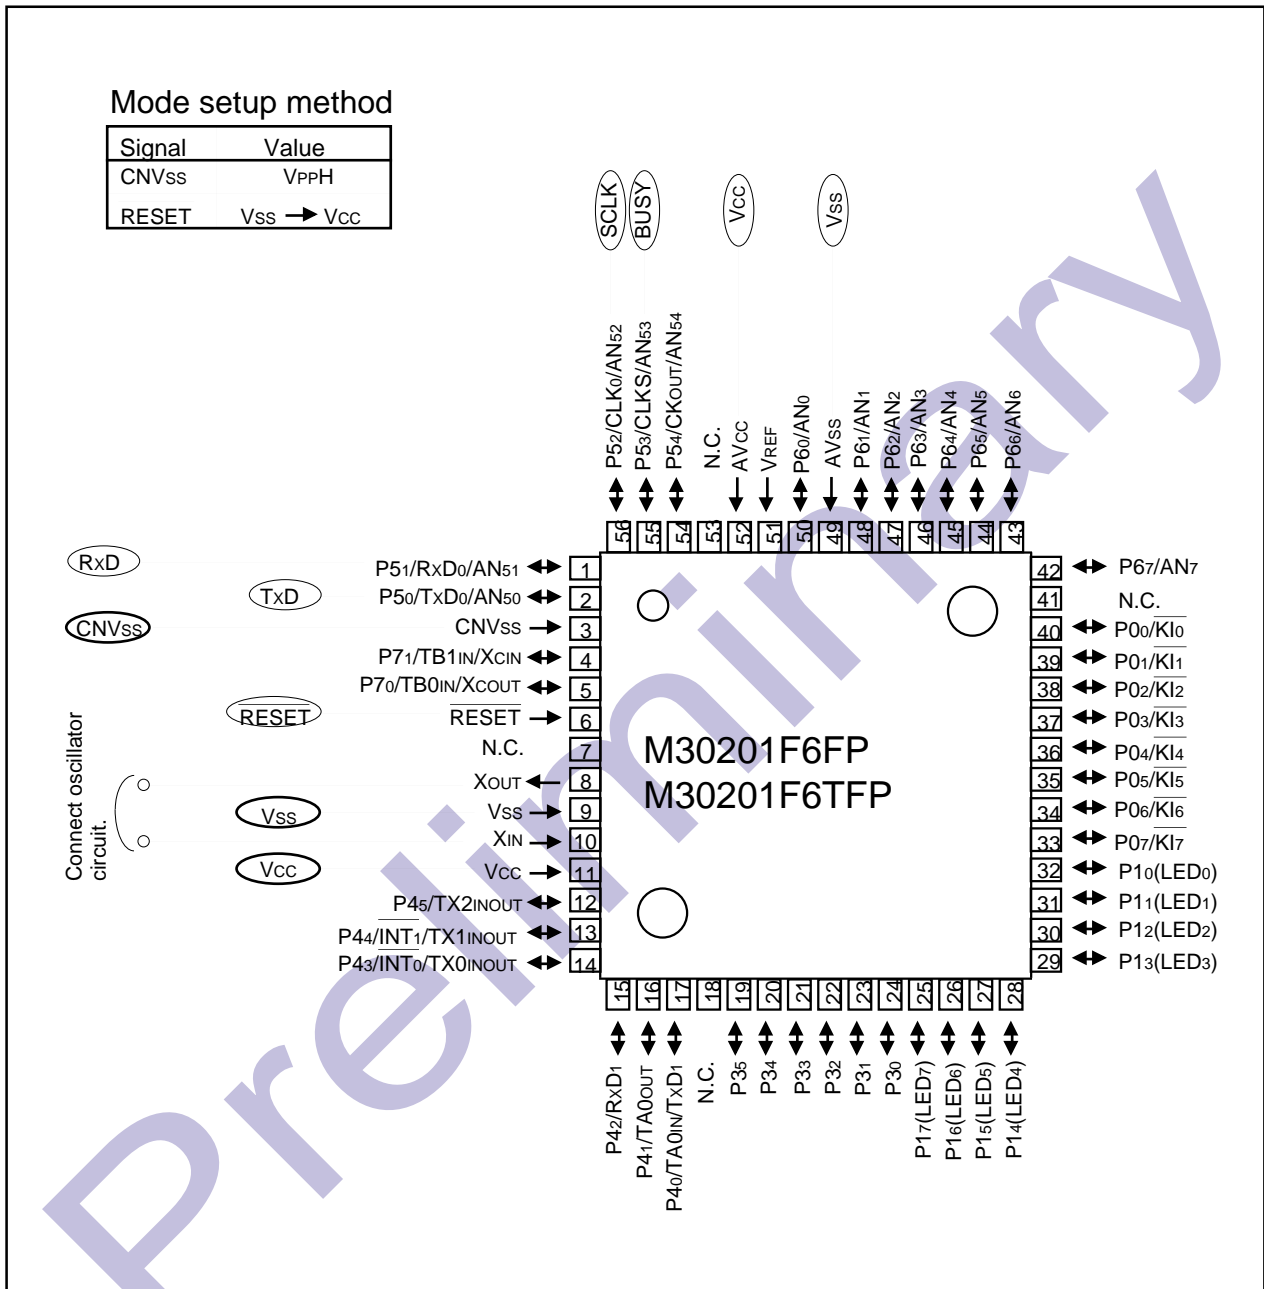 Mode setup method
Signal Value
CNVss VPPH
RESET Vss → Vcc
SCLK
BUSY
Vcc
Vss
P52/CLK0/AN52
P53/CLKS/AN53
P54/CKOUT/AN54
N.C.
AVCC
VREF
P60/AN0
AVSS
P61/AN1
P62/AN2
P63/AN3
P64/AN4
P65/AN5
P66/AN6
56 55 54 53 52 51 50 49 48 47 46 45 44 43
RxD P51/RxD0/AN51 1
TxD P50/TxD0/AN50 2
CNVss CNVss 3
P71/TB1IN/XCIN 4
P70/TB0IN/XCOUT 5
RESET RESET 6
N.C. 7
XOUT 8
Vss Vss 9
XIN 10
Vcc Vcc 11
P45/TX2INOUT 12
P44/INT1/TX1INOUT 13
P43/INT0/TX0INOUT 14
Connect oscillator
circuit.
M30201F6FP
M30201F6TFP
42 P67/AN7
41 N.C.
40 P00/KI0
39 P01/KI1
38 P02/KI2
37 P03/KI3
36 P04/KI4
35 P05/KI5
34 P06/KI6
33 P07/KI7
32 P10(LED0)
31 P11(LED1)
30 P12(LED2)
29 P13(LED3)
15 16 17 18 19 20 21 22 23 24 25 26 27 28
P42/RxD1
P41/TA0OUT
P40/TA0IN/TxD1
N.C.
P35
P34
P33
P32
P31
P30
P17(LED7)
P16(LED6)
P15(LED5)
P14(LED4)
Preliminary